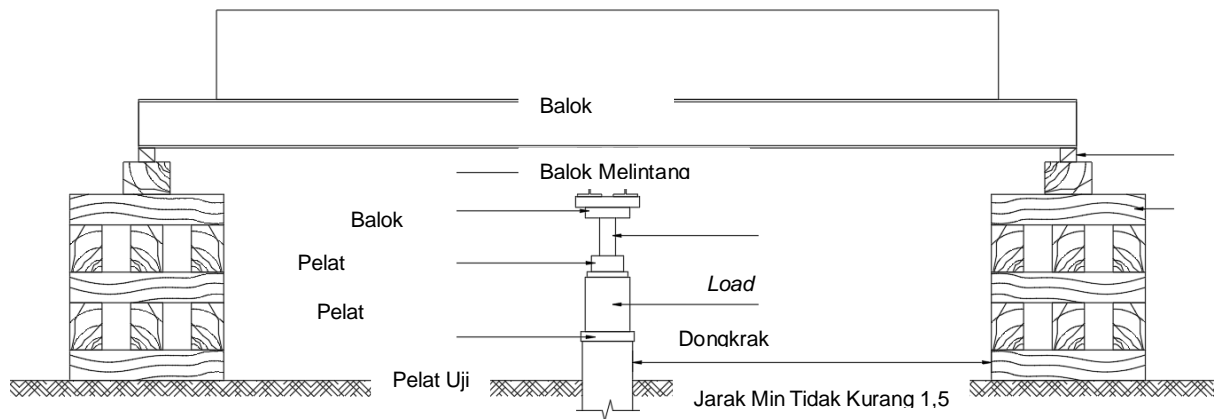 Balok
Balok Melintang
Balok
Pelat
Load
Pelat
Dongkrak
Pelat Uji
Jarak Min Tidak Kurang 1,5